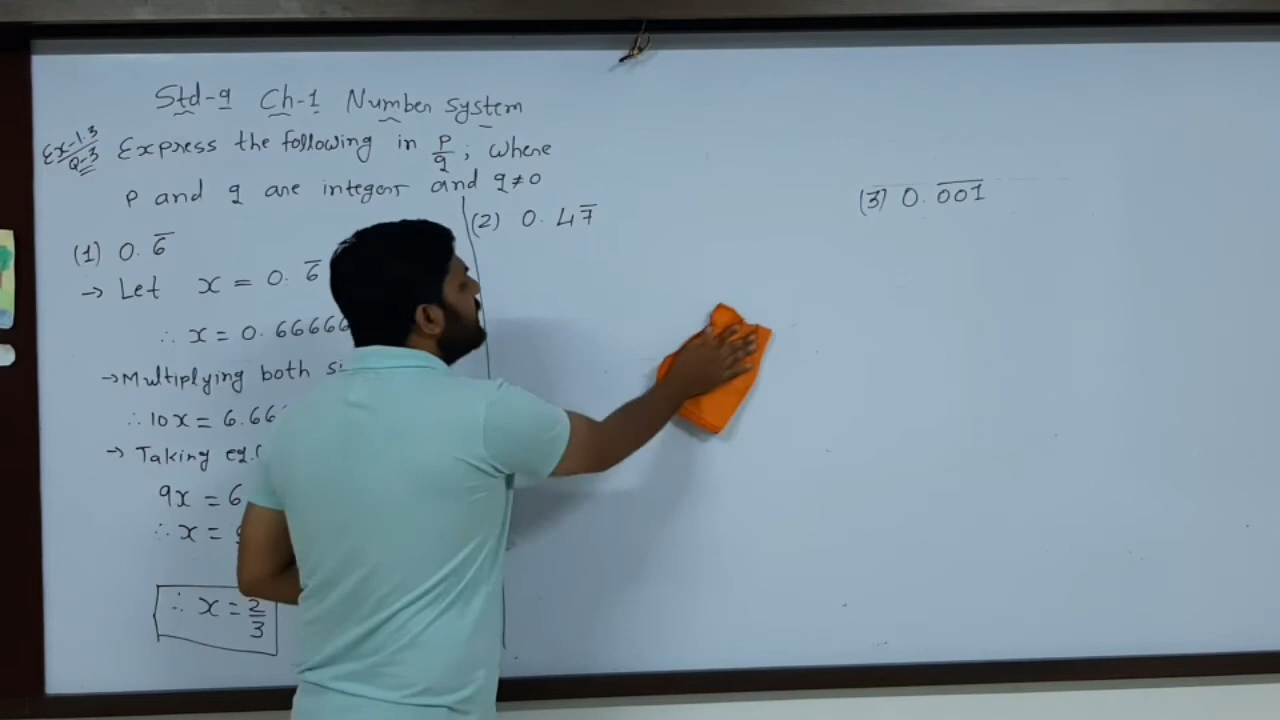 Std-9 Ch-1 Number system
Ex-1.3
Q-3
Express the following in p/q; where
p and q are integers and q≠0
(1) 0.6̅
→ Let x = 0.6̅
∴ x = 0.66666
→ Multiplying both
∴ 10x = 6.66
→ Taking eq.(
9x = 6
∴ x =
∴ x = 2/3
(2) 0.47̅
(3) 0.0̅0̅1̅